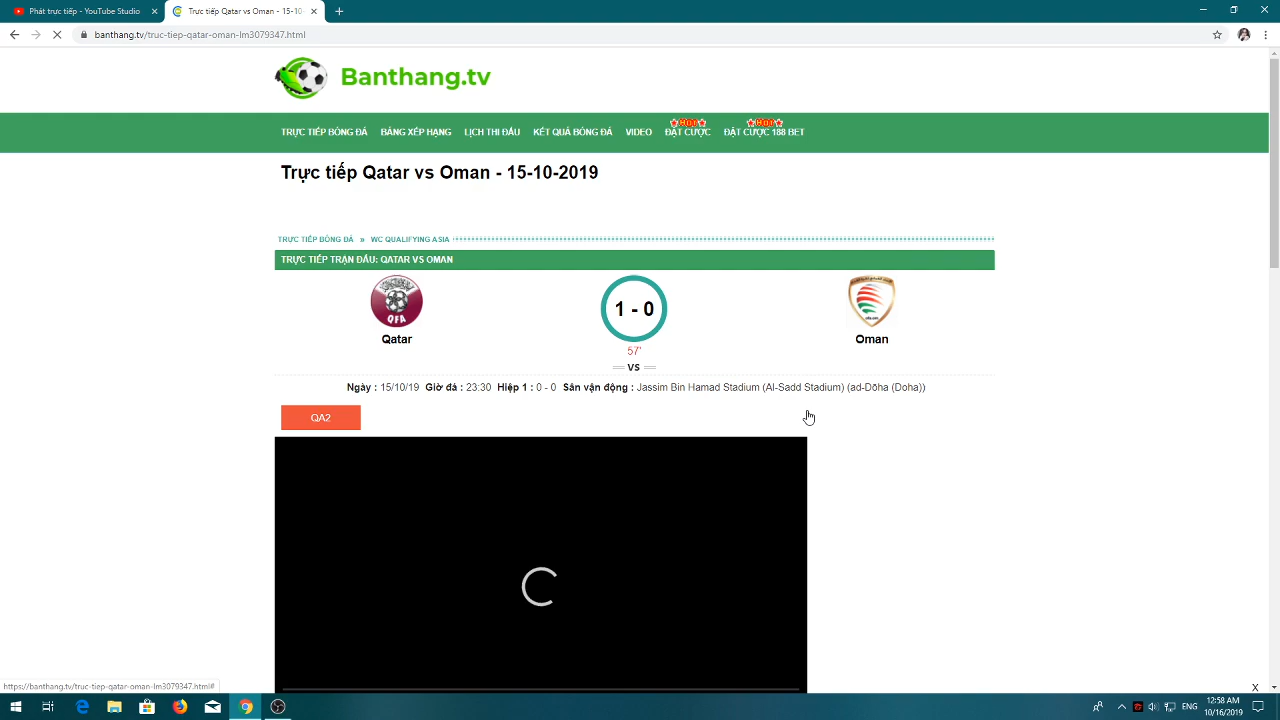 Phát trực tiếp - YouTube Studio
Trực tiếp Qatar vs Oman - 15-10-
banthang.tv/truc-tiep-qatar-oman-lm3079347.html
Banthang.tv
TRỰC TIẾP BÓNG ĐÁ BẢNG XẾP HẠNG LỊCH THI ĐẤU KẾT QUẢ BÓNG ĐÁ VIDEO ĐẶT CƯỢC ĐẶT CƯỢC 188 BET
Trực tiếp Qatar vs Oman - 15-10-2019
TRỰC TIẾP BÓNG ĐÁ » WC QUALIFYING ASIA
TRỰC TIẾP TRẬN ĐẤU: QATAR VS OMAN
QFA
1 - 0
Qatar
Oman
57'
VS
Ngày : 15/10/19 Giờ đá : 23:30 Hiệp 1 : 0 - 0 Sân vận động : Jassim Bin Hamad Stadium (Al-Sadd Stadium) (ad-Dōha (Doha))
QA2
https://banthang.tv/truc-tiep-qatar-oman-lm3079347.html#
X
ENG
12:58 AM
10/16/2019